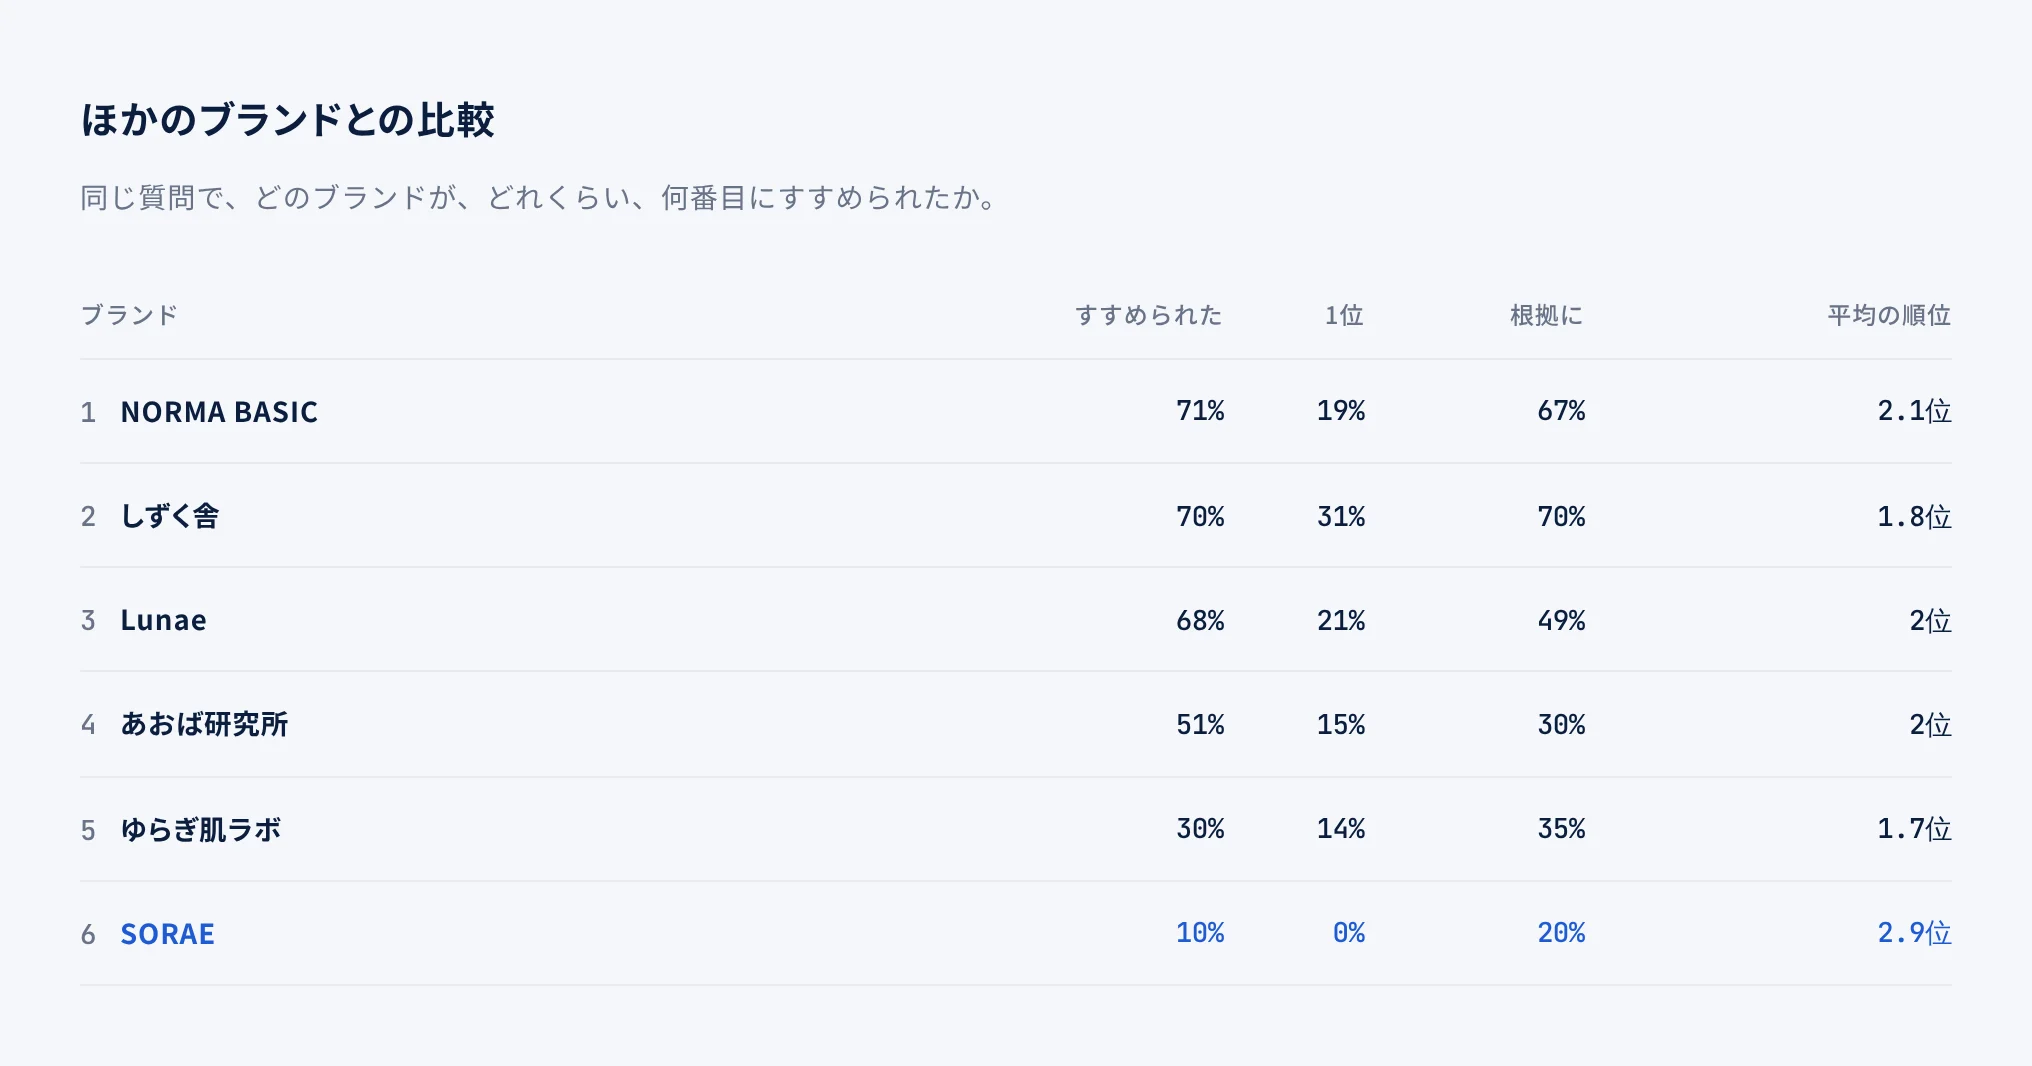 ほかのブランドとの比較
同じ質問で、どのブランドが、どれくらい、何番目にすすめられたか。
ブランド すすめられた 1位 根拠に 平均の順位
1 NORMA BASIC 71% 19% 67% 2.1位
2 しずく舎 70% 31% 70% 1.8位
3 Lunae 68% 21% 49% 2位
4 あおば研究所 51% 15% 30% 2位
5 ゆらぎ肌ラボ 30% 14% 35% 1.7位
6 SORAE 10% 0% 20% 2.9位